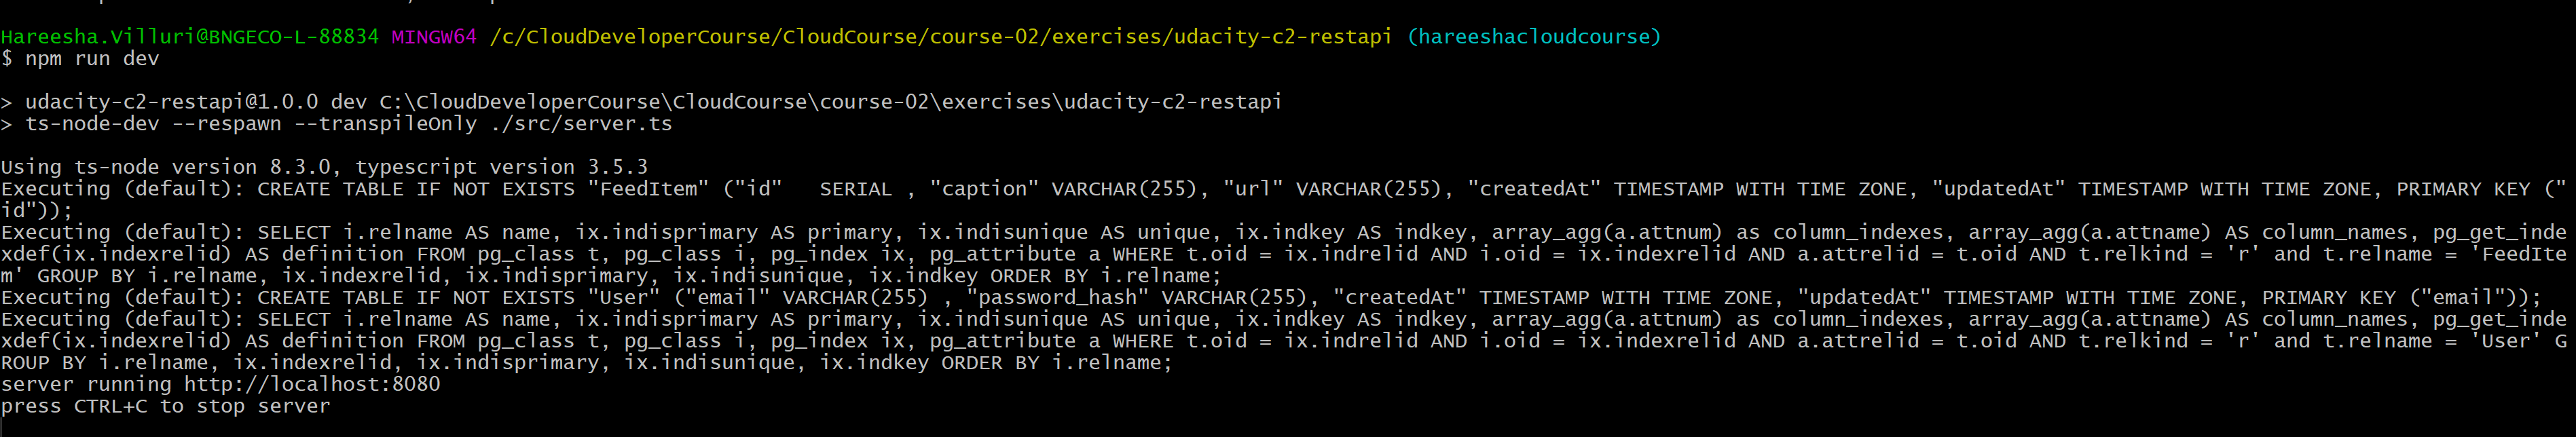 Hareesha.Villuri@BNGECO-L-88834 MINGW64 /c/CloudDeveloperCourse/CloudCourse/course-02/exercises/udacity-c2-restapi (hareeshacloudcourse)
$ npm run dev
> udacity-c2-restapi@1.0.0 dev C:\CloudDeveloperCourse\CloudCourse\course-02\exercises\udacity-c2-restapi
> ts-node-dev --respawn --transpileOnly ./src/server.ts
Using ts-node version 8.3.0, typescript version 3.5.3
Executing (default): CREATE TABLE IF NOT EXISTS "FeedItem" ("id"   SERIAL , "caption" VARCHAR(255), "url" VARCHAR(255), "createdAt" TIMESTAMP WITH TIME ZONE, "updatedAt" TIMESTAMP WITH TIME ZONE, PRIMARY KEY ("
id"));
Executing (default): SELECT i.relname AS name, ix.indisprimary AS primary, ix.indisunique AS unique, ix.indkey AS indkey, array_agg(a.attnum) as column_indexes, array_agg(a.attname) AS column_names, pg_get_inde
xdef(ix.indexrelid) AS definition FROM pg_class t, pg_class i, pg_index ix, pg_attribute a WHERE t.oid = ix.indrelid AND i.oid = ix.indexrelid AND a.attrelid = t.oid AND t.relkind = 'r' and t.relname = 'FeedIte
m' GROUP BY i.relname, ix.indexrelid, ix.indisprimary, ix.indisunique, ix.indkey ORDER BY i.relname;
Executing (default): CREATE TABLE IF NOT EXISTS "User" ("email" VARCHAR(255) , "password_hash" VARCHAR(255), "createdAt" TIMESTAMP WITH TIME ZONE, "updatedAt" TIMESTAMP WITH TIME ZONE, PRIMARY KEY ("email"));
Executing (default): SELECT i.relname AS name, ix.indisprimary AS primary, ix.indisunique AS unique, ix.indkey AS indkey, array_agg(a.attnum) as column_indexes, array_agg(a.attname) AS column_names, pg_get_inde
xdef(ix.indexrelid) AS definition FROM pg_class t, pg_class i, pg_index ix, pg_attribute a WHERE t.oid = ix.indrelid AND i.oid = ix.indexrelid AND a.attrelid = t.oid AND t.relkind = 'r' and t.relname = 'User' G
ROUP BY i.relname, ix.indexrelid, ix.indisprimary, ix.indisunique, ix.indkey ORDER BY i.relname;
server running http://localhost:8080
press CTRL+C to stop server